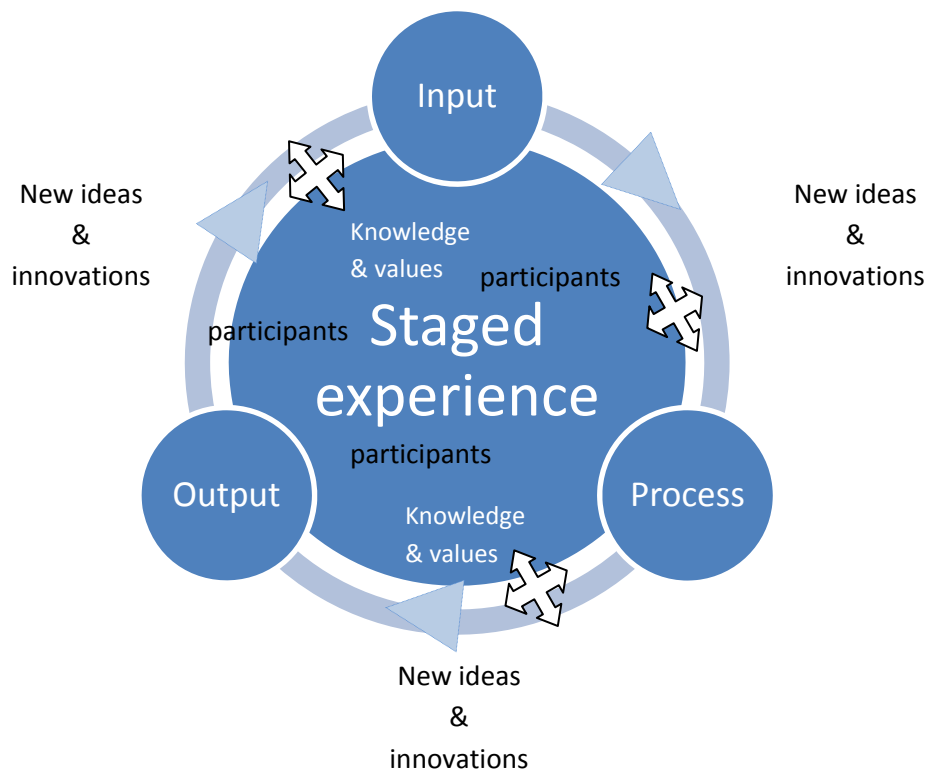 Input
New ideas
&
innovations
New ideas
&
innovations
Knowledge
& values
participants
participants
Staged
experience
participants
Output
Process
Knowledge
& values
New ideas
&
innovations